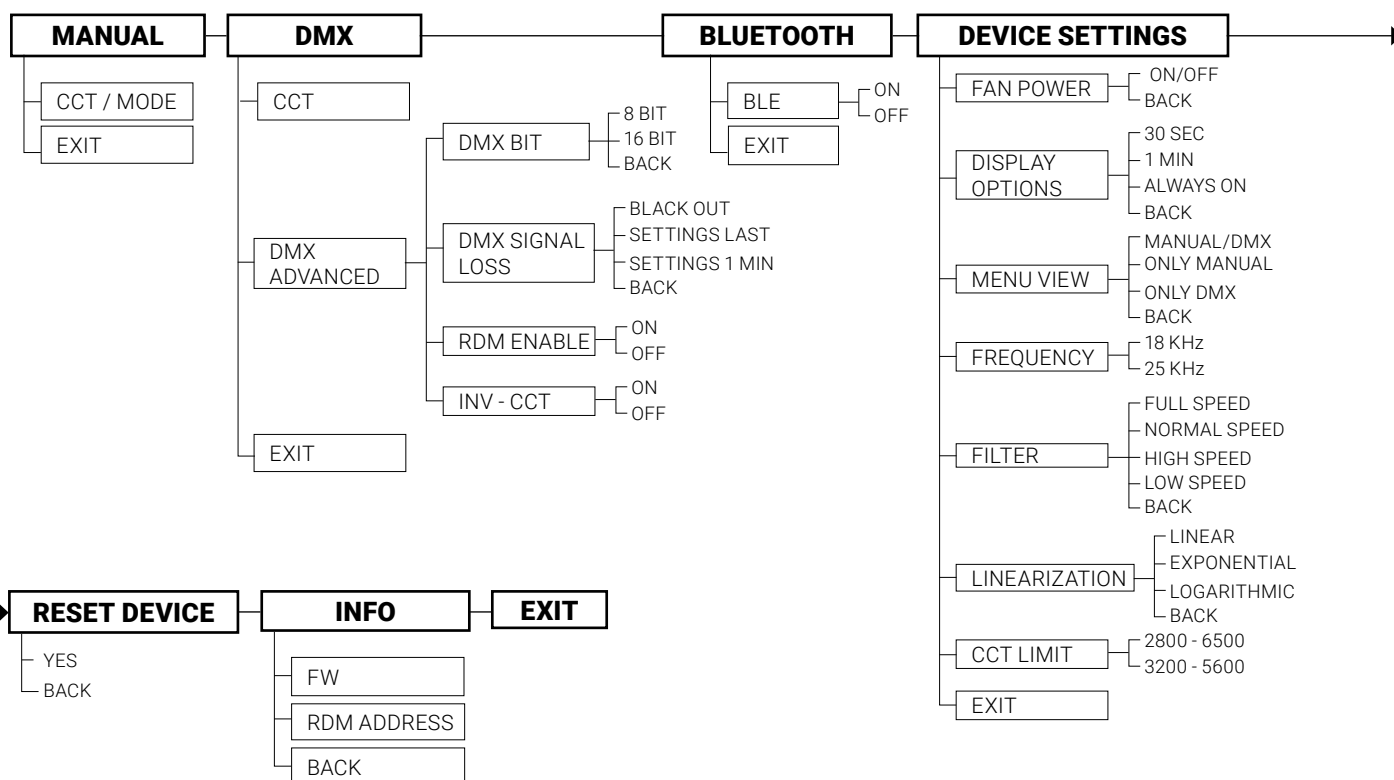 MANUAL
CCT / MODE
EXIT
DMX
CCT
DMX
ADVANCED
DMX BIT
8 BIT
16 BIT
BACK
DMX SIGNAL
LOSS
BLACK OUT
SETTINGS LAST
SETTINGS 1 MIN
BACK
RDM ENABLE
ON
OFF
INV - CCT
ON
OFF
EXIT
BLUETOOTH
BLE
ON
OFF
EXIT
DEVICE SETTINGS
FAN POWER
ON/OFF
BACK
DISPLAY
OPTIONS
30 SEC
1 MIN
ALWAYS ON
BACK
MENU VIEW
MANUAL/DMX
ONLY MANUAL
ONLY DMX
BACK
FREQUENCY
18 KHz
25 KHz
FILTER
FULL SPEED
NORMAL SPEED
HIGH SPEED
LOW SPEED
BACK
LINEARIZATION
LINEAR
EXPONENTIAL
LOGARITHMIC
BACK
CCT LIMIT
2800 - 6500
3200 - 5600
EXIT
RESET DEVICE
YES
BACK
INFO
FW
RDM ADDRESS
BACK
EXIT